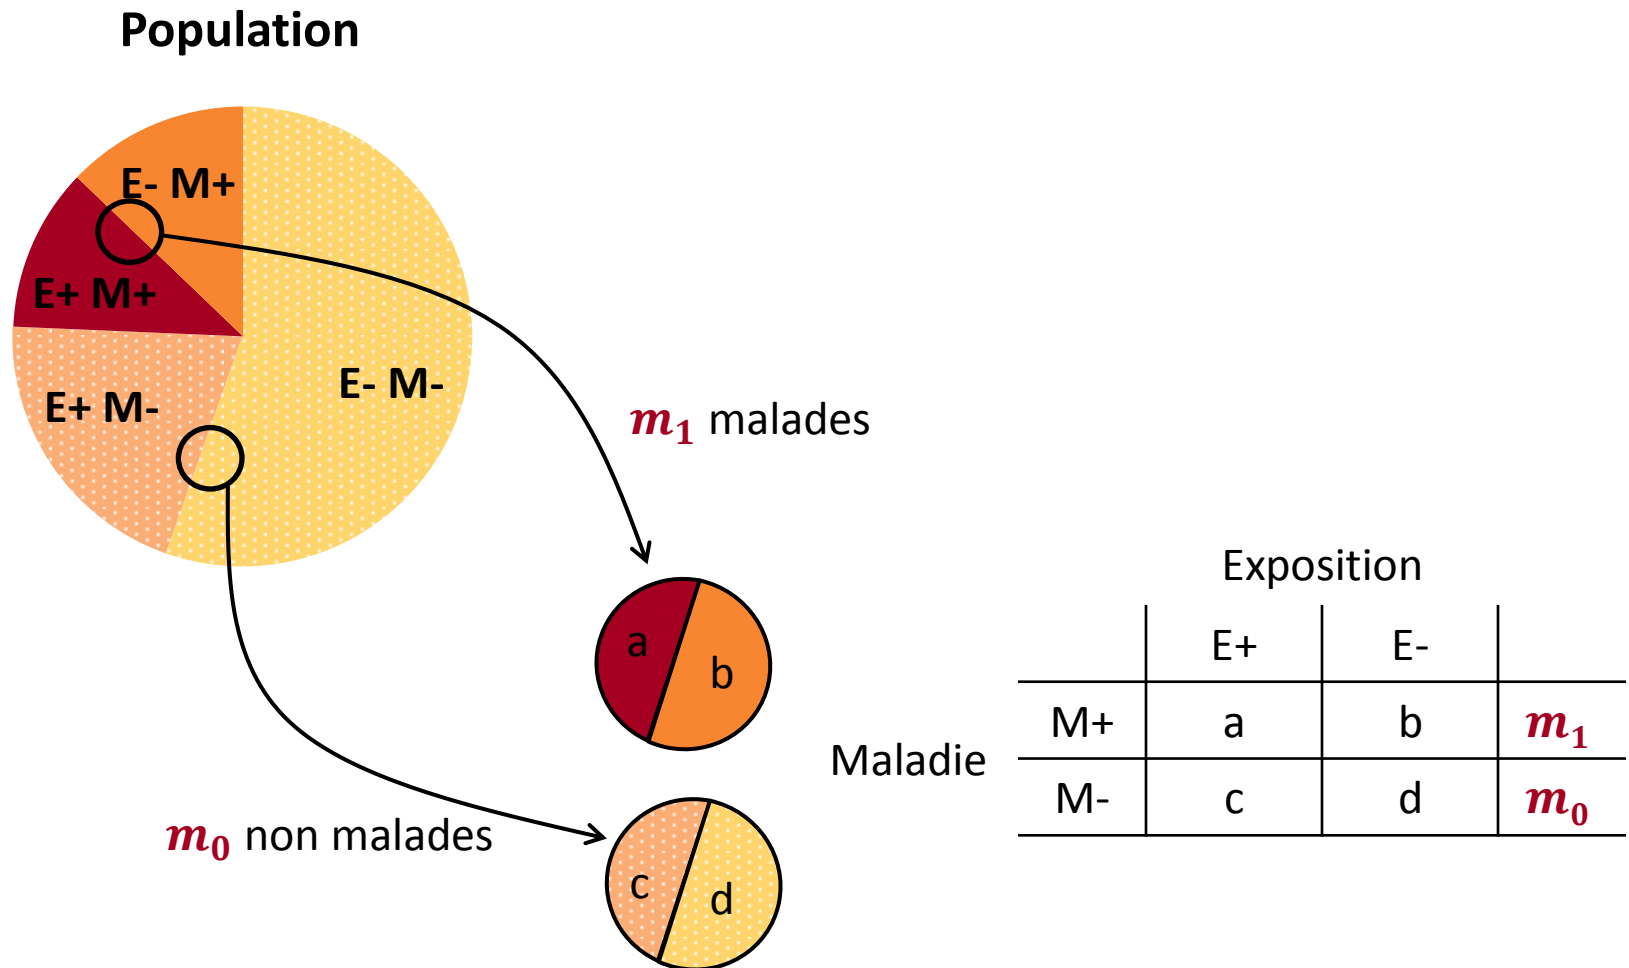 Population
E- M+
E+ M+
E- M-
E+ M-
m₁ malades
m₀ non malades
a
b
c
d
Exposition
E+ E-
Maladie
M+ a b m₁
M- c d m₀